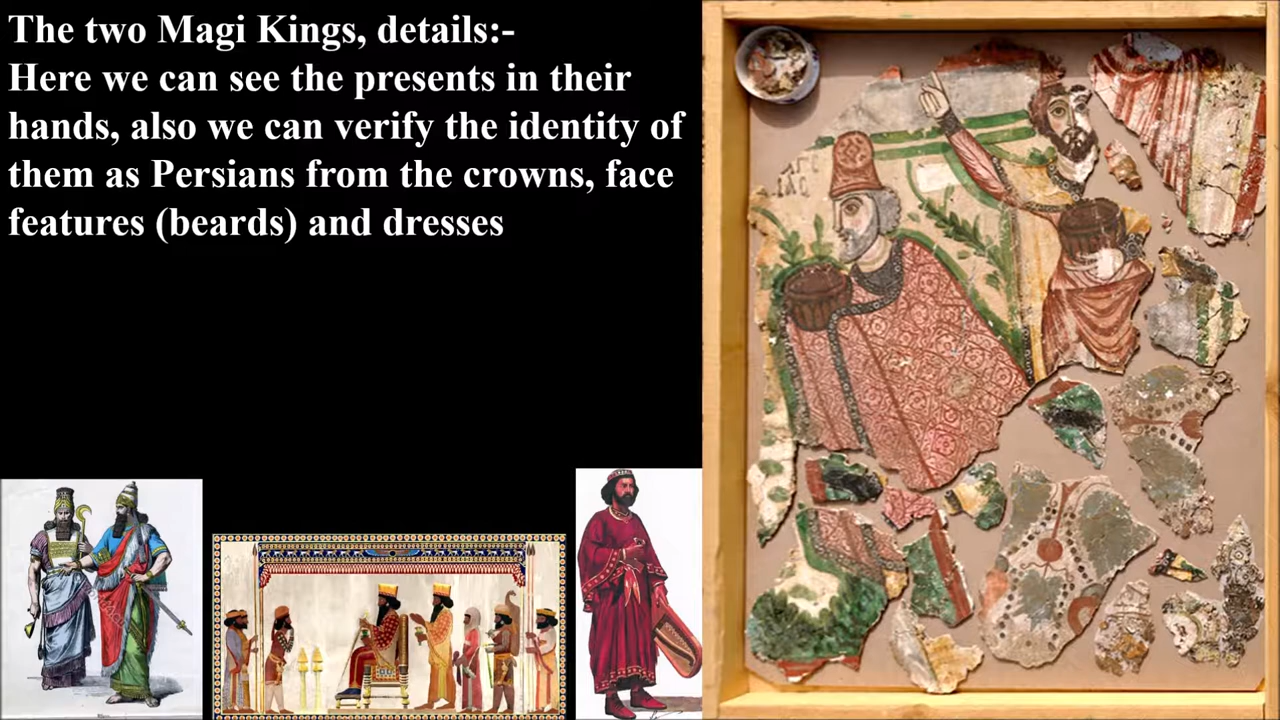 The two Magi Kings, details:-
Here we can see the presents in their
hands, also we can verify the identity of
them as Persians from the crowns, face
features (beards) and dresses